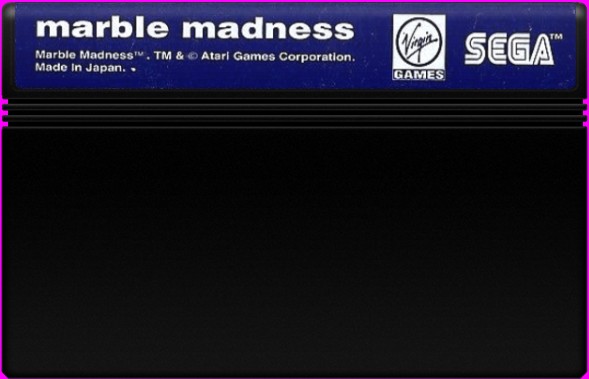 marble madness
Marble Madness™. TM & © Atari Games Corporation.
Made In Japan.
Virgin
GAMES
SEGA™